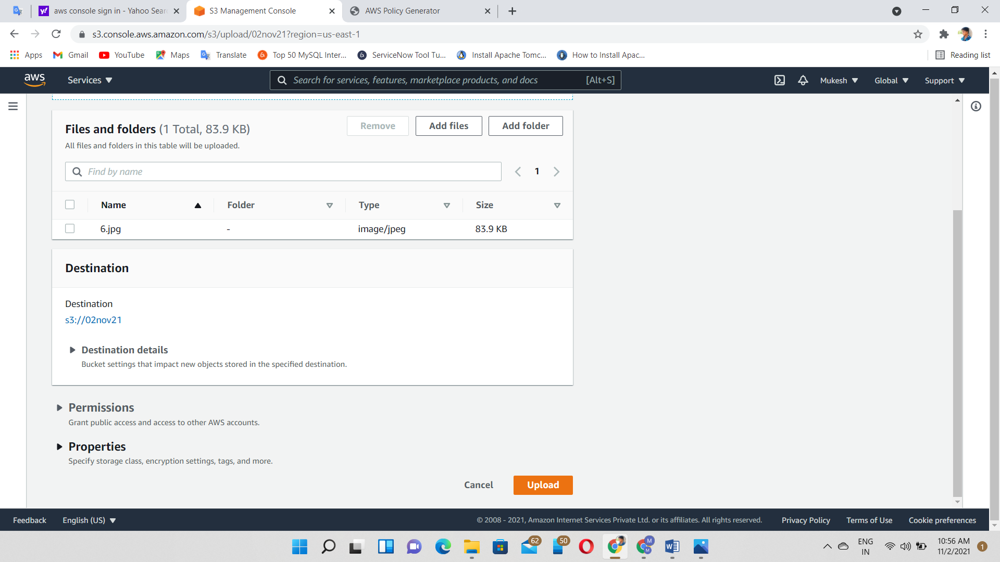 aws console sign in - Yahoo Sear
S3 Management Console
AWS Policy Generator
s3.console.aws.amazon.com/s3/upload/02nov21?region=us-east-1
Apps
Gmail
YouTube
Maps
Translate
Top 50 MySQL Inter...
ServiceNow Tool Tu...
Install Apache Tomc...
How to Install Apac...
Reading list
aws
Services
Search for services, features, marketplace products, and docs
[Alt+S]
Mukesh
Global
Support
Files and folders (1 Total, 83.9 KB)
Remove
Add files
Add folder
All files and folders in this table will be uploaded.
Find by name
1
Name
Folder
Type
Size
6.jpg
-
image/jpeg
83.9 KB
Destination
Destination
s3://02nov21
Destination details
Bucket settings that impact new objects stored in the specified destination.
Permissions
Grant public access and access to other AWS accounts.
Properties
Specify storage class, encryption settings, tags, and more.
Cancel
Upload
Feedback
English (US)
© 2008 - 2021, Amazon Internet Services Private Ltd. or its affiliates. All rights reserved.
Privacy Policy
Terms of Use
Cookie preferences
62
50
M
M
ENG
IN
10:56 AM
11/2/2021
1